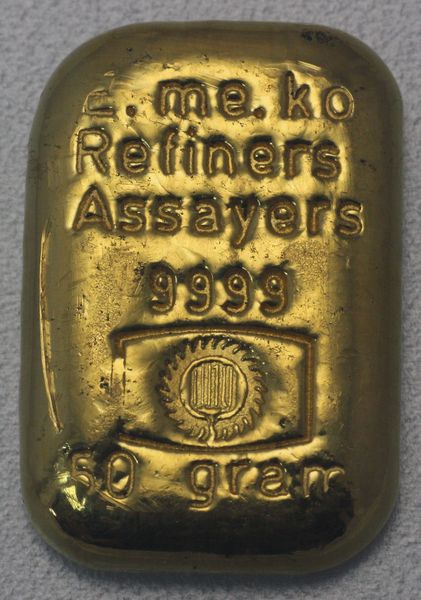 e.me.ko
Refiners
Assayers
9999
50 gram